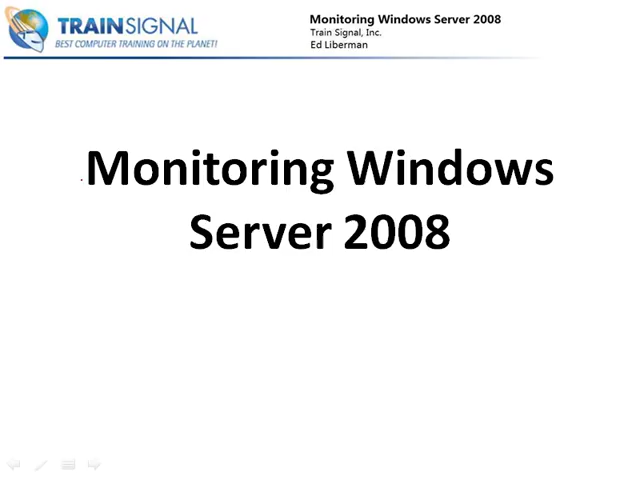 TRAINSIGNAL
BEST COMPUTER TRAINING ON THE PLANET!
Monitoring Windows Server 2008
Train Signal, Inc.
Ed Liberman
Monitoring Windows
Server 2008